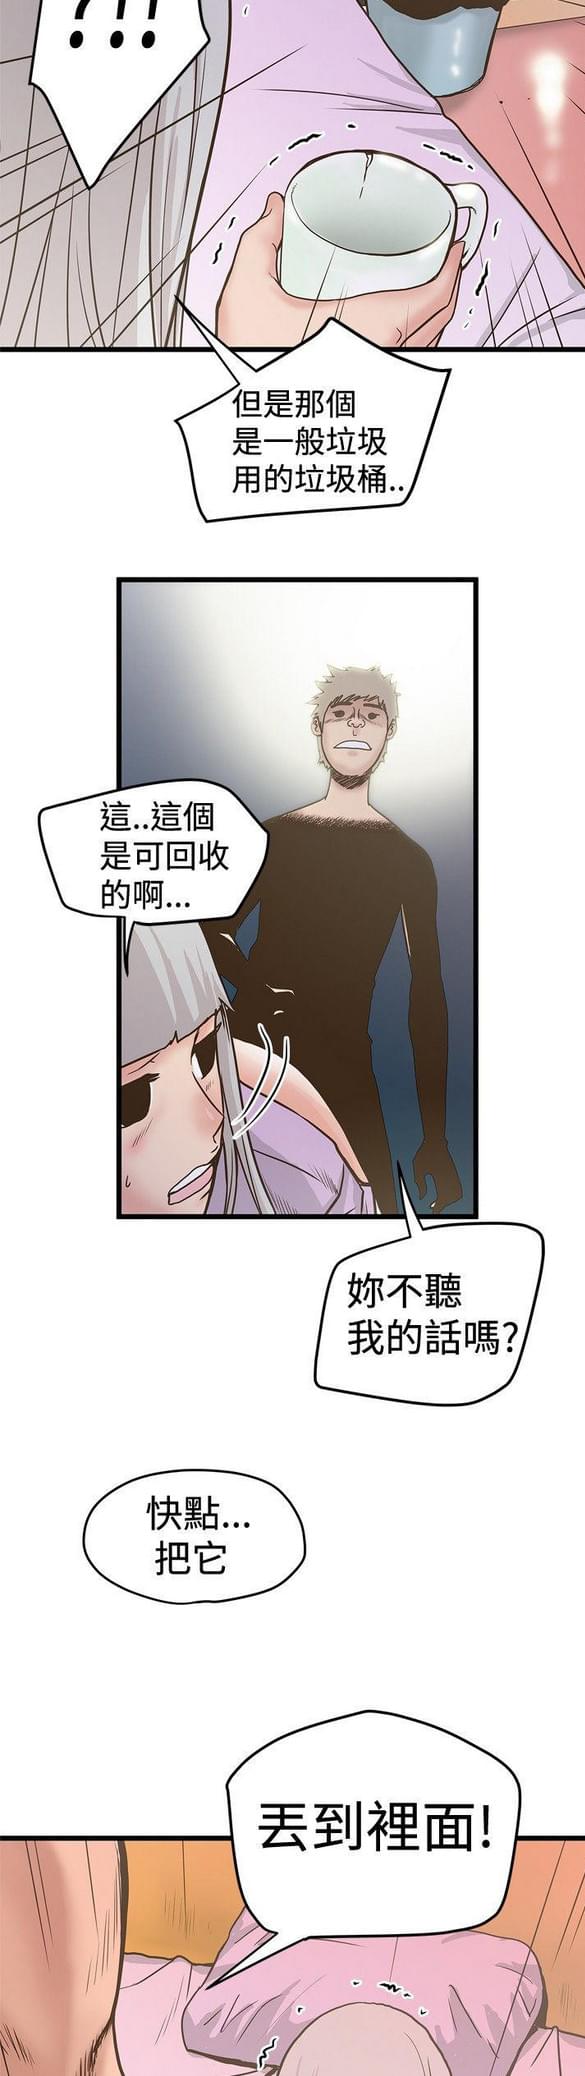 ?!!
但是那個
是一般垃圾
用的垃圾桶..
這..這個
是可回收
的啊...
妳不聽
我的話嗎?
快點...
把它
丟到裡面!